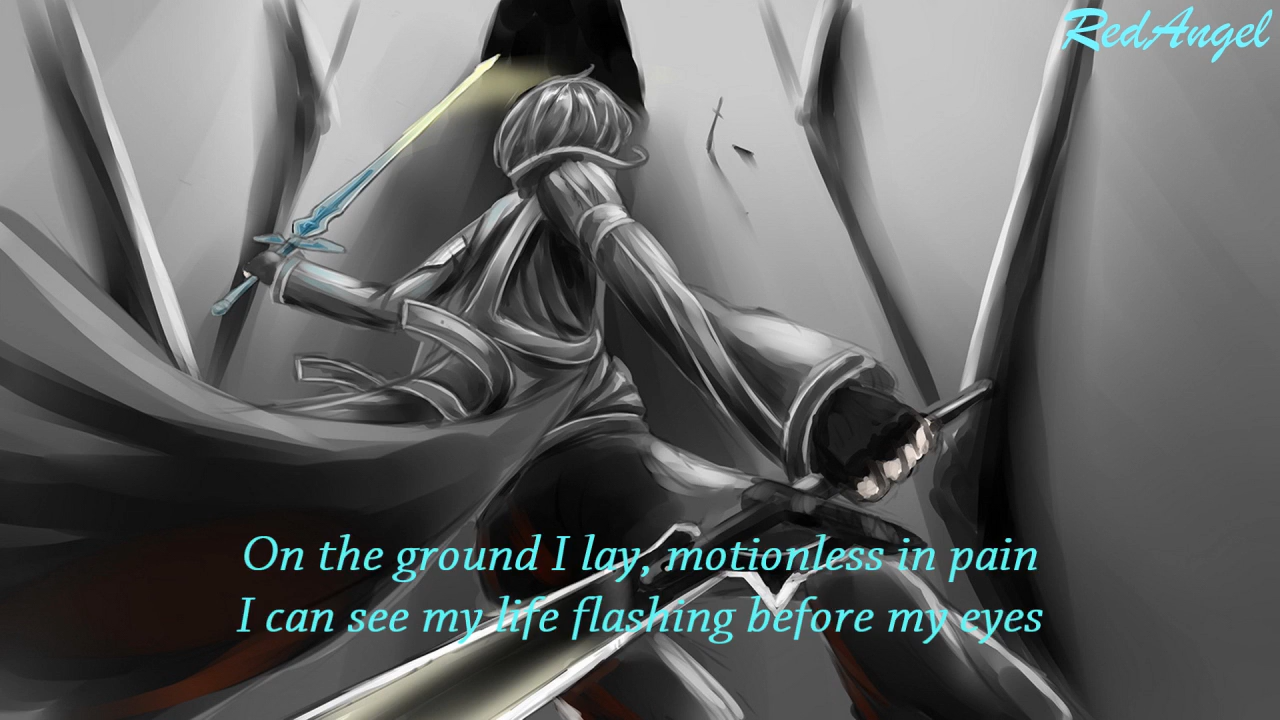 RedAngel
On the ground I lay, motionless in pain
I can see my life flashing before my eyes